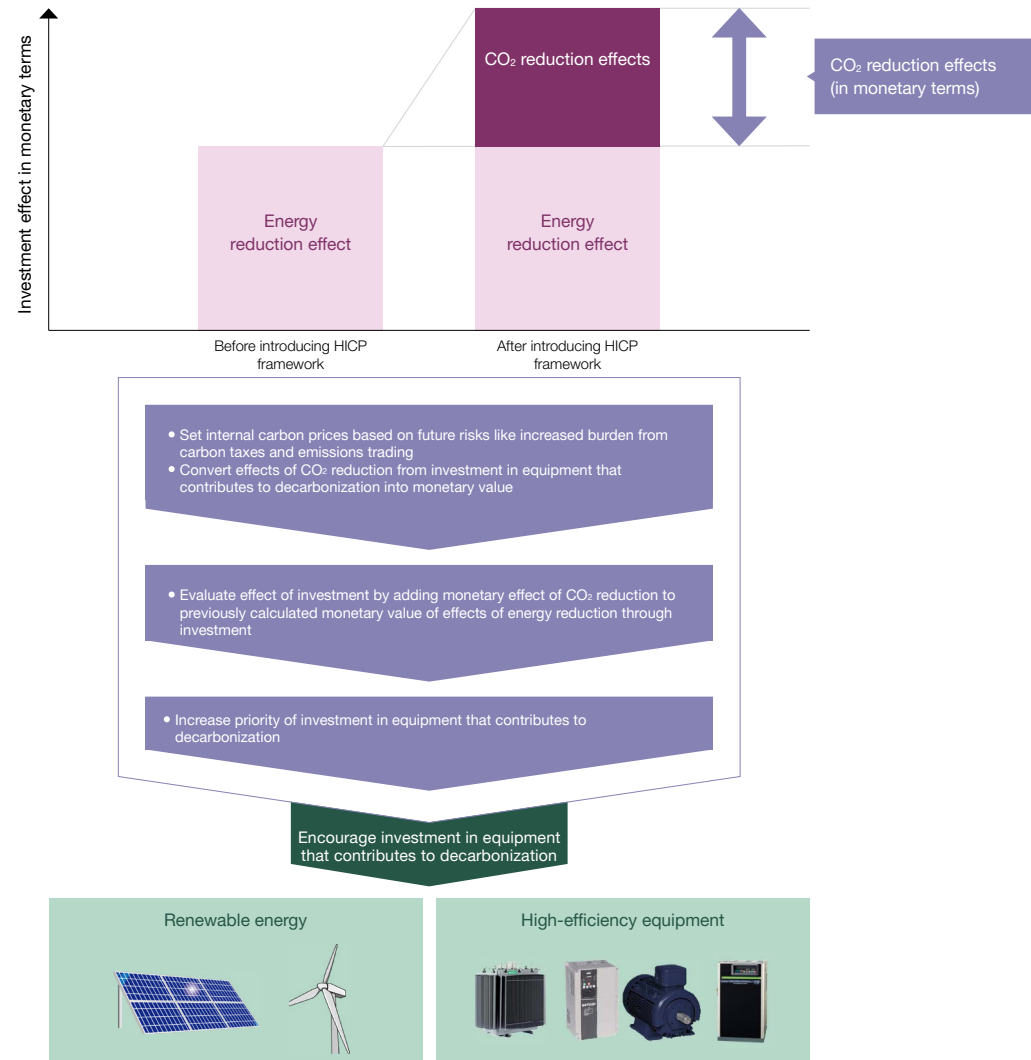 Investment effect in monetary terms
CO₂ reduction effects
CO₂ reduction effects
(in monetary terms)
Energy
reduction effect
Energy
reduction effect
Before introducing HICP
framework
After introducing HICP
framework
• Set internal carbon prices based on future risks like increased burden from
carbon taxes and emissions trading
• Convert effects of CO₂ reduction from investment in equipment that
contributes to decarbonization into monetary value
• Evaluate effect of investment by adding monetary effect of CO₂ reduction to
previously calculated monetary value of effects of energy reduction through
investment
• Increase priority of investment in equipment that contributes to
decarbonization
Encourage investment in equipment
that contributes to decarbonization
Renewable energy
High-efficiency equipment